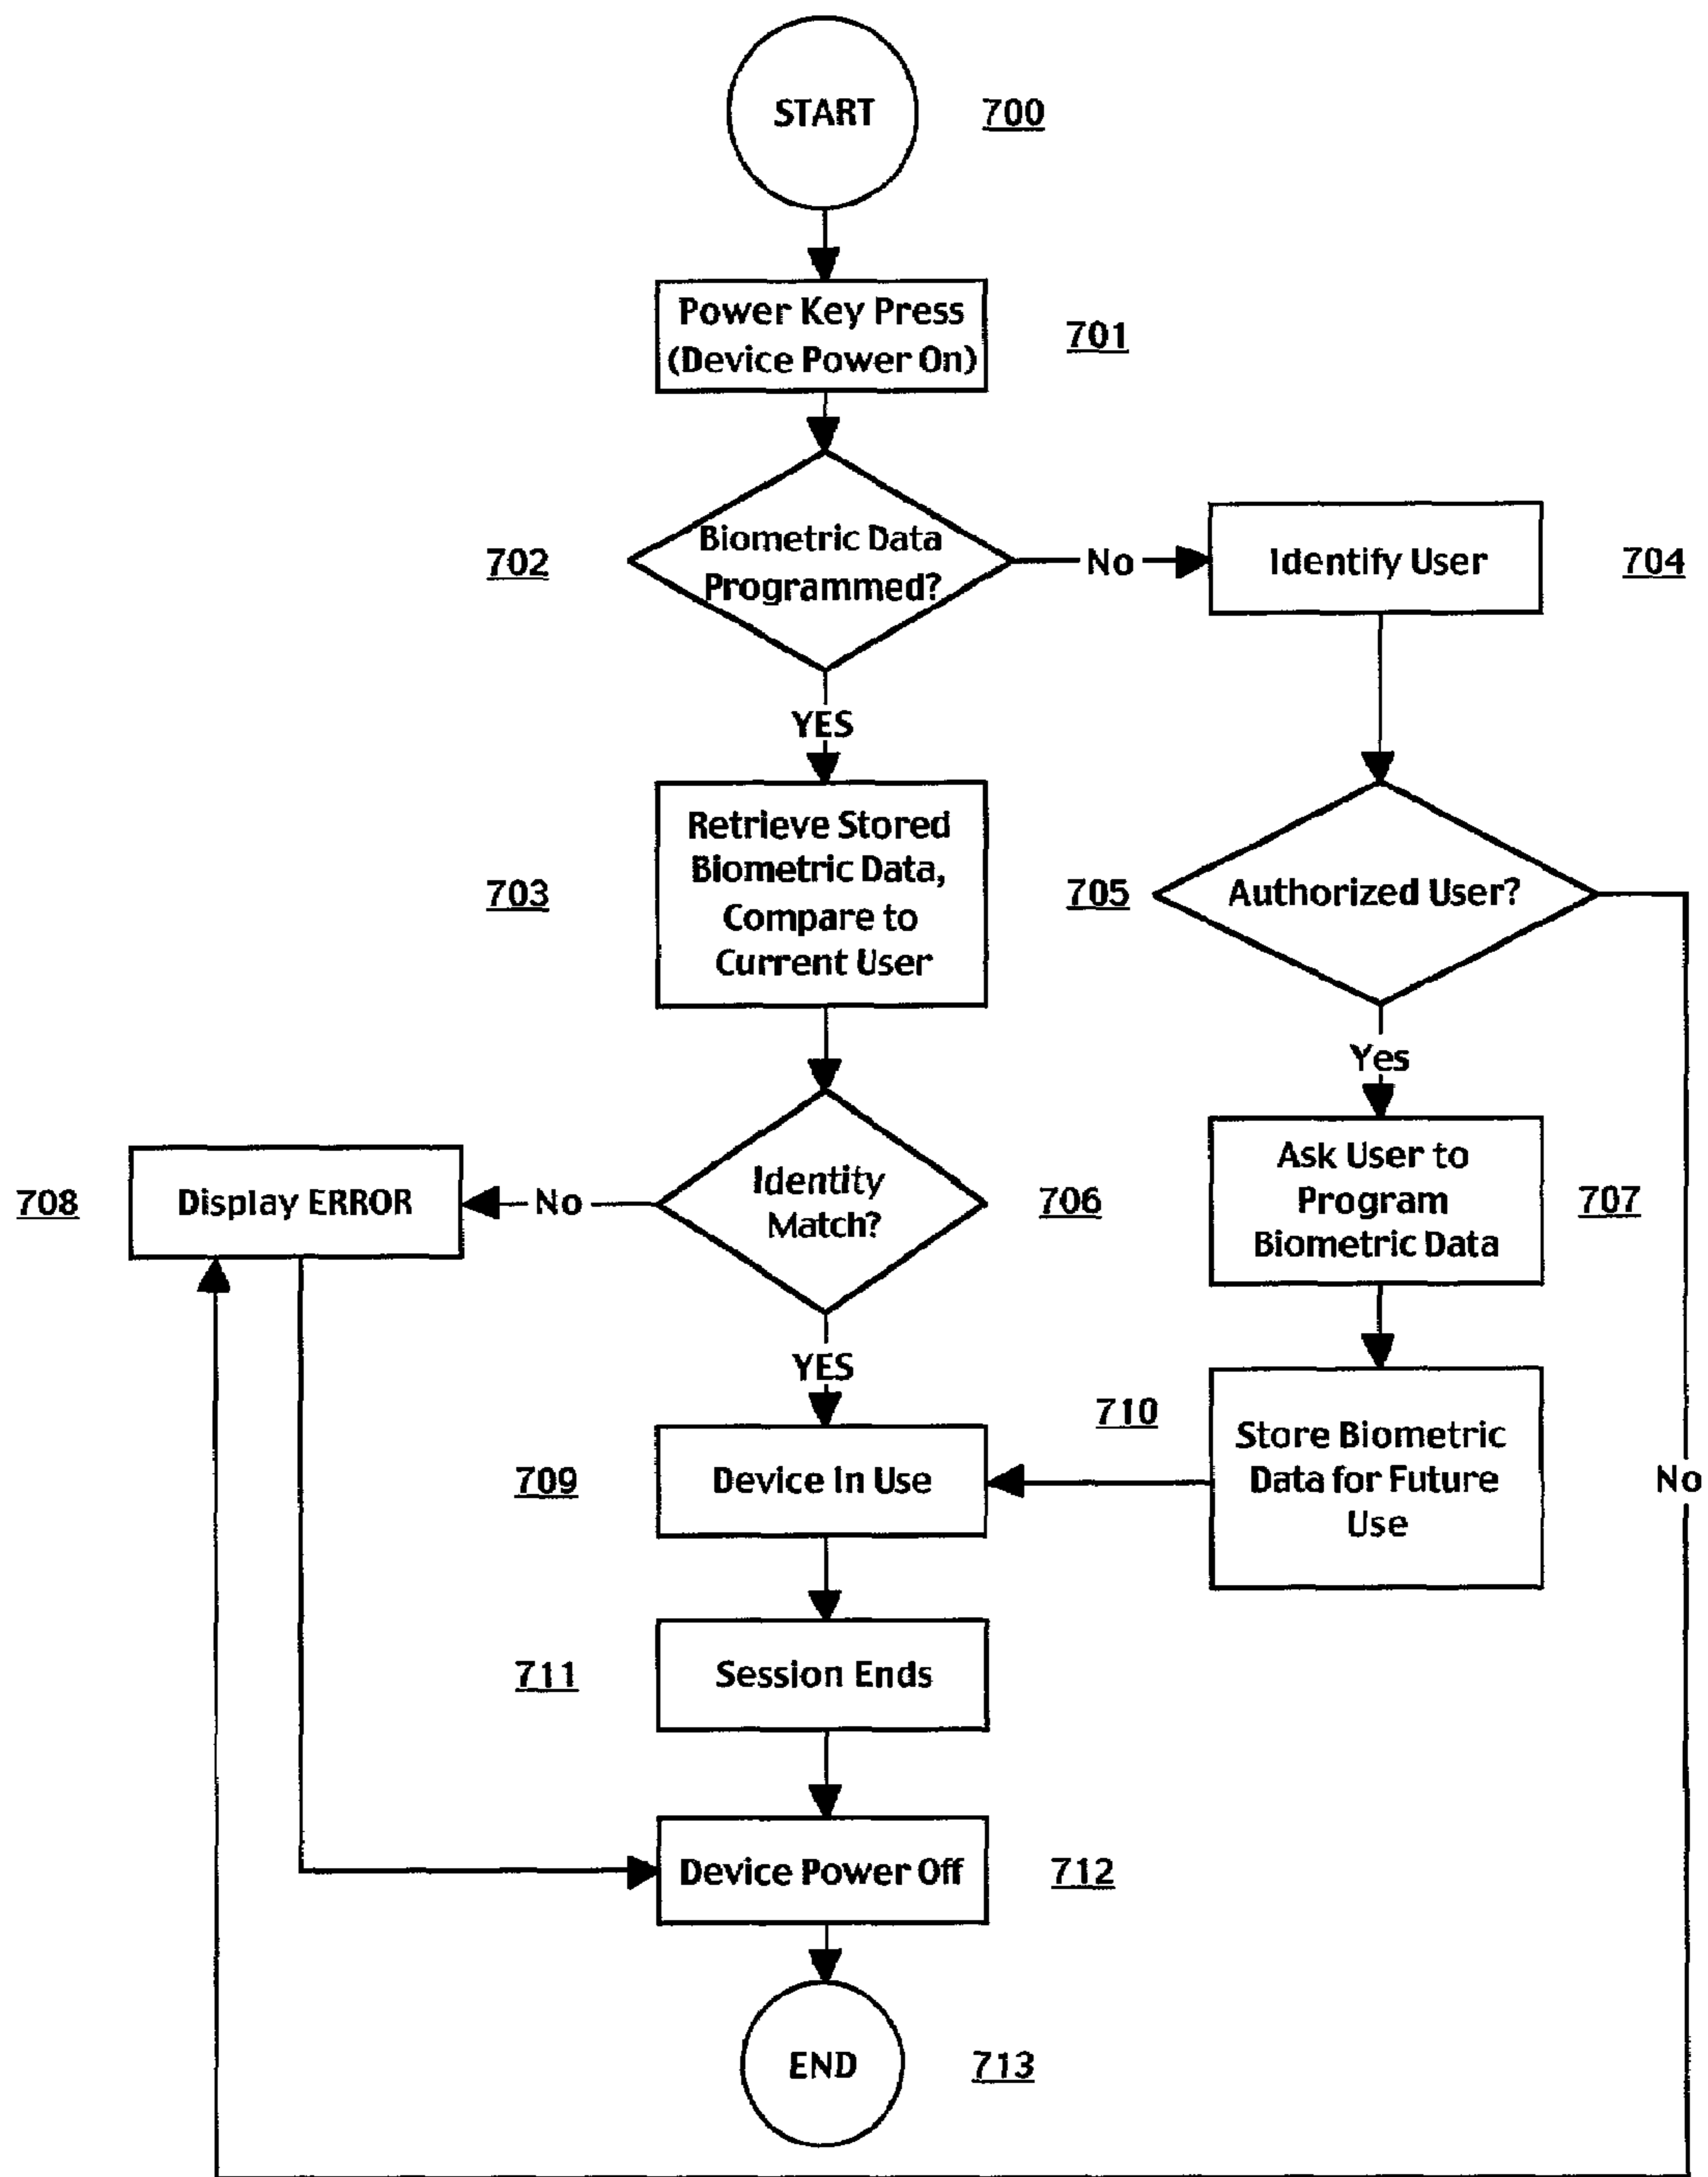 START
700
Power Key Press
(Device Power On)
701
702
Biometric Data
Programmed?
No
Identify User
704
YES
703
Retrieve Stored
Biometric Data,
Compare to
Current User
705
Authorized User?
Yes
708
Display ERROR
No
Identity
Match?
706
Ask User to
Program
Biometric Data
707
YES
709
Device In Use
710
Store Biometric
Data for Future
Use
No
711
Session Ends
Device Power Off
712
END
713